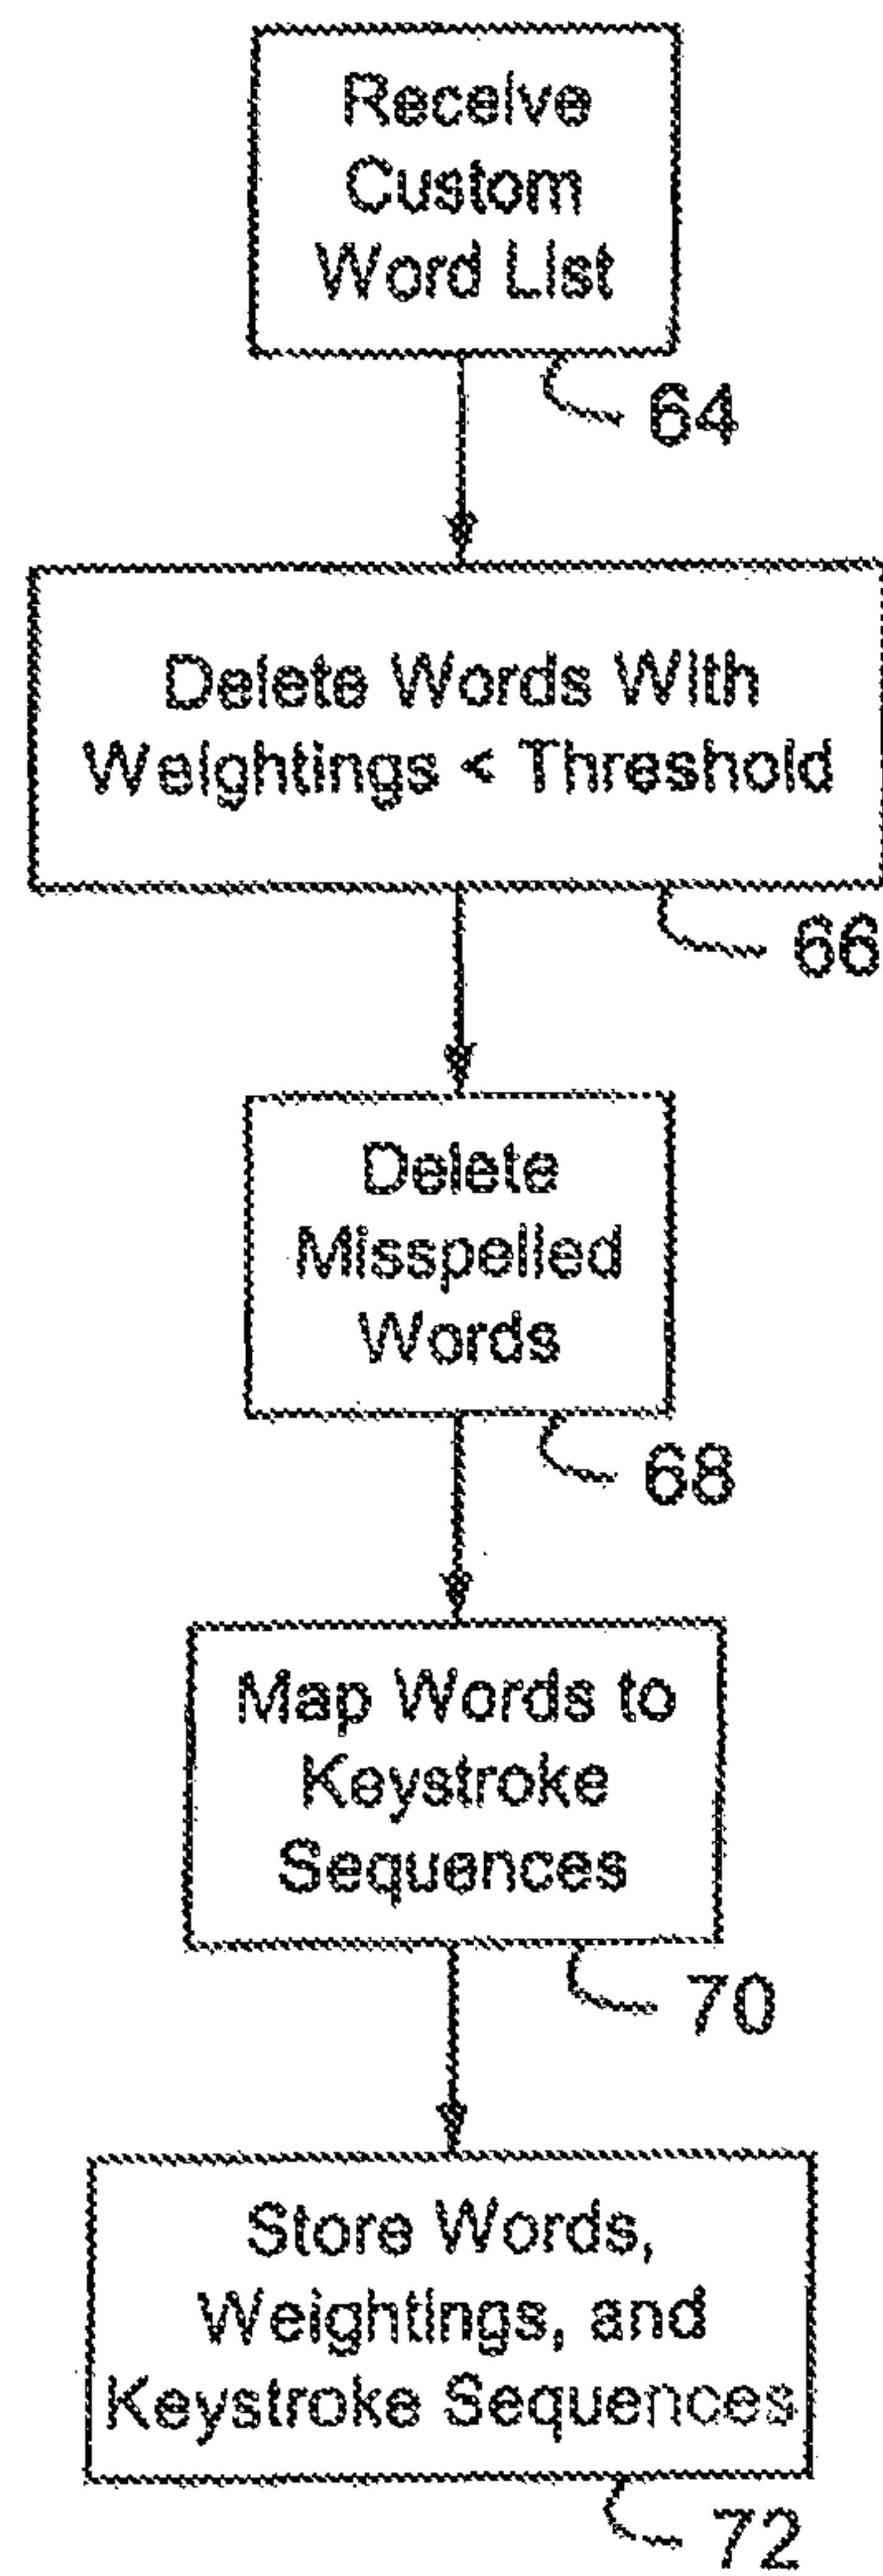 Receive
Custom
Word List
64
Delete Words With
Weightings < Threshold
66
Delete
Misspelled
Words
68
Map Words to
Keystroke
Sequences
70
Store Words,
Weightings, and
Keystroke Sequences
72